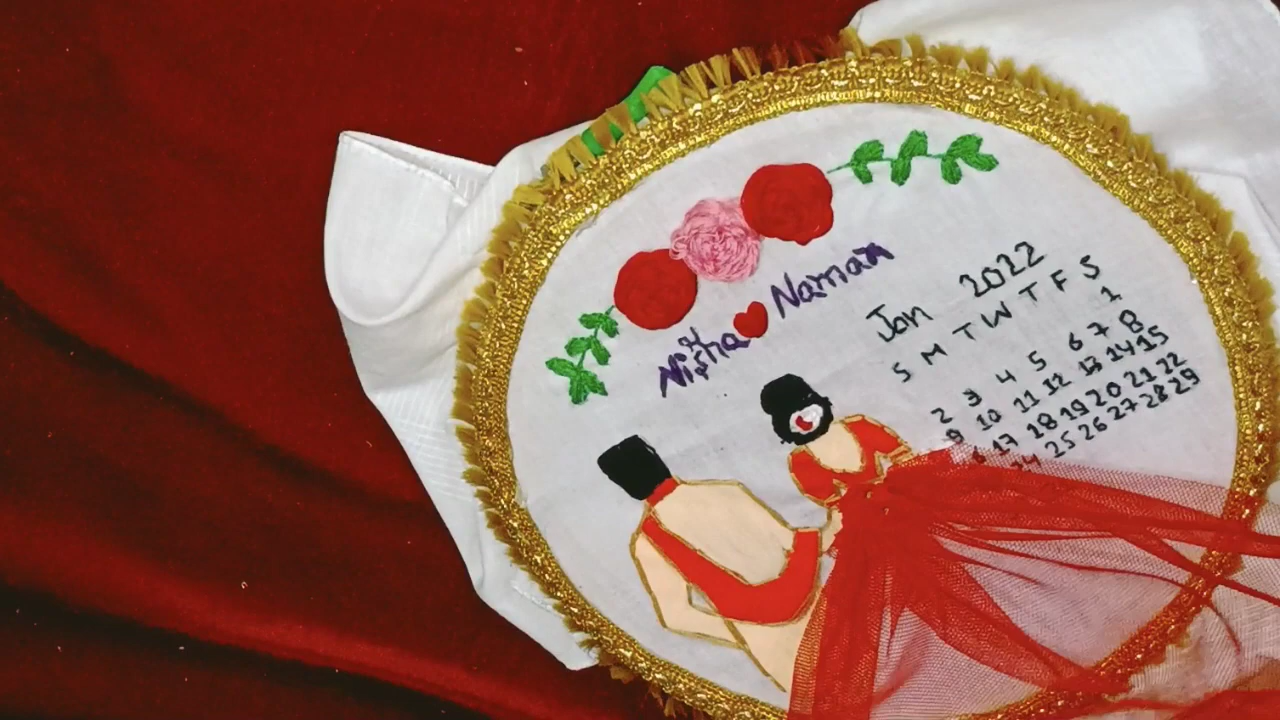 Nisha Naman
Jan 2022
S M T W T F S
1
2 3 4 5 6 7 8
9 10 11 12 13 14 15
17 18 19 20 21 22
24 25 26 27 28 29